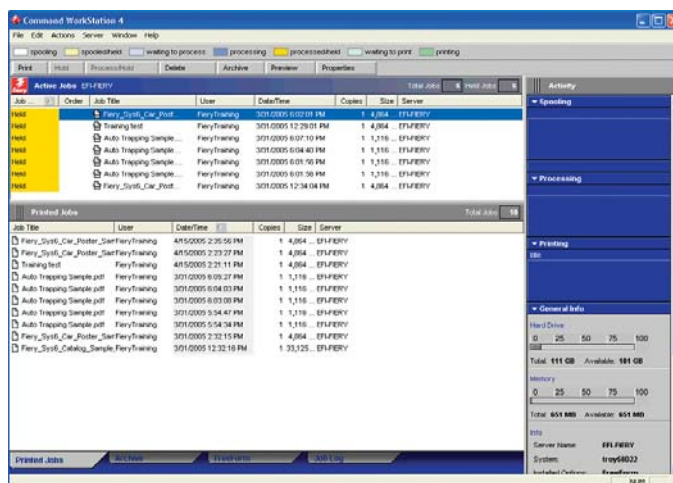 Command WorkStation 4
File Edit Actions Server Window Help
spooling spooled/held waiting to process processing processed/held waiting to print printing
Print Hold Process/Hold Delete Archive Preview Properties
fiery Active Jobs EFI-FIERY Total Jobs Held Jobs
Job ... Order Job Title User Date/Time Copies Size Server
Held Fiery_Sys6_Car_Post... FieryTraining 3/31/2005 6:02:01 PM 1 4,864 ... EFI-FIERY
Held Training test FieryTraining 3/31/2005 12:29:01 PM 1 4,864 ... EFI-FIERY
Held Auto Trapping Sample.... FieryTraining 3/31/2005 6:07:10 PM 1 1,116 ... EFI-FIERY
Held Auto Trapping Sample.... FieryTraining 3/31/2005 6:04:40 PM 1 1,116 ... EFI-FIERY
Held Auto Trapping Sample.... FieryTraining 3/31/2005 6:01:56 PM 1 1,116 ... EFI-FIERY
Held Auto Trapping Sample.... FieryTraining 3/31/2005 6:01:56 PM 1 1,116 ... EFI-FIERY
Held Fiery_Sys6_Car_Post... FieryTraining 3/31/2005 12:34:04 PM 1 4,864 ... EFI-FIERY
Printed Jobs Total Jobs 10
Job Title User Date/Time Copies Size Server
Fiery_Sys6_Car_Poster_Sam FieryTraining 4/15/2005 2:35:56 PM 1 4,864 ... EFI-FIERY
Fiery_Sys6_Car_Poster_Sam FieryTraining 4/15/2005 2:23:27 PM 1 4,864 ... EFI-FIERY
Training test FieryTraining 4/15/2005 2:21:11 PM 1 4,864 ... EFI-FIERY
Auto Trapping Sample.pdf FieryTraining 3/31/2005 6:05:27 PM 1 1,116 ... EFI-FIERY
Auto Trapping Sample.pdf FieryTraining 3/31/2005 6:04:03 PM 1 1,116 ... EFI-FIERY
Auto Trapping Sample.pdf FieryTraining 3/31/2005 6:03:08 PM 1 1,116 ... EFI-FIERY
Auto Trapping Sample.pdf FieryTraining 3/31/2005 5:54:47 PM 1 1,116 ... EFI-FIERY
Auto Trapping Sample.pdf FieryTraining 3/31/2005 5:54:34 PM 1 1,116 ... EFI-FIERY
Fiery_Sys6_Car_Poster_Sam FieryTraining 3/31/2005 2:32:15 PM 1 4,864 ... EFI-FIERY
Fiery_Sys6_Catalog_Sample. FieryTraining 3/31/2005 12:32:16 PM 1 33,125 ... EFI-FIERY
Printed Jobs Archive FreeForm Job Log
Activity
Spooling
Processing
Printing
Idle
General Info
Hard Drive
0 25 50 75 100
Total: 111 GB Available: 101 GB
Memory
0 25 50 75 100
Total: 651 MB Available: 651 MB
Info
Server Name: EFI-FIERY
System: troy60D22
Installed Options: FreeForm
NUM